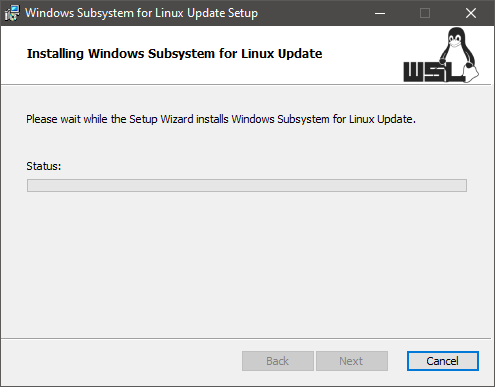 Windows Subsystem for Linux Update Setup
Installing Windows Subsystem for Linux Update
WSL
Please wait while the Setup Wizard installs Windows Subsystem for Linux Update.
Status:
Back
Next
Cancel